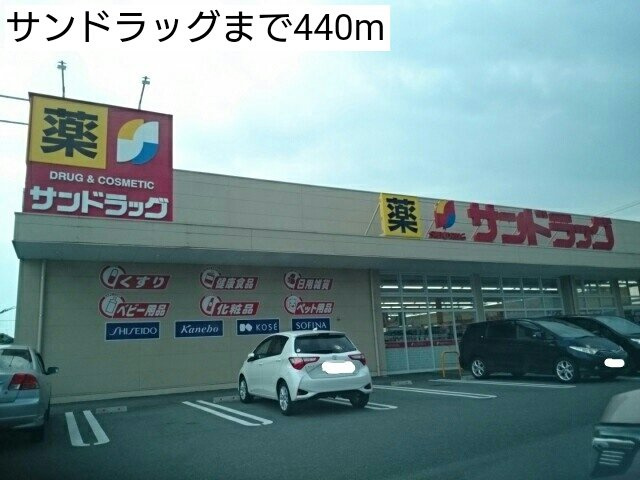 サンドラッグまで440m
薬
DRUG & COSMETIC
サンドラッグ
薬 サンドラッグ
くすり 健康食品 日用雑貨
ベビー用品 化粧品 ペット用品
SHISEIDO Kanebo KOSÉ SOFINA